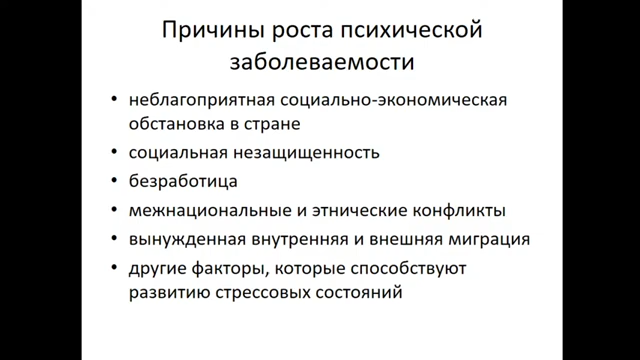 Причины роста психической
заболеваемости
• неблагоприятная социально-экономическая
обстановка в стране
• социальная незащищенность
• безработица
• межнациональные и этнические конфликты
• вынужденная внутренняя и внешняя миграция
• другие факторы, которые способствуют
развитию стрессовых состояний